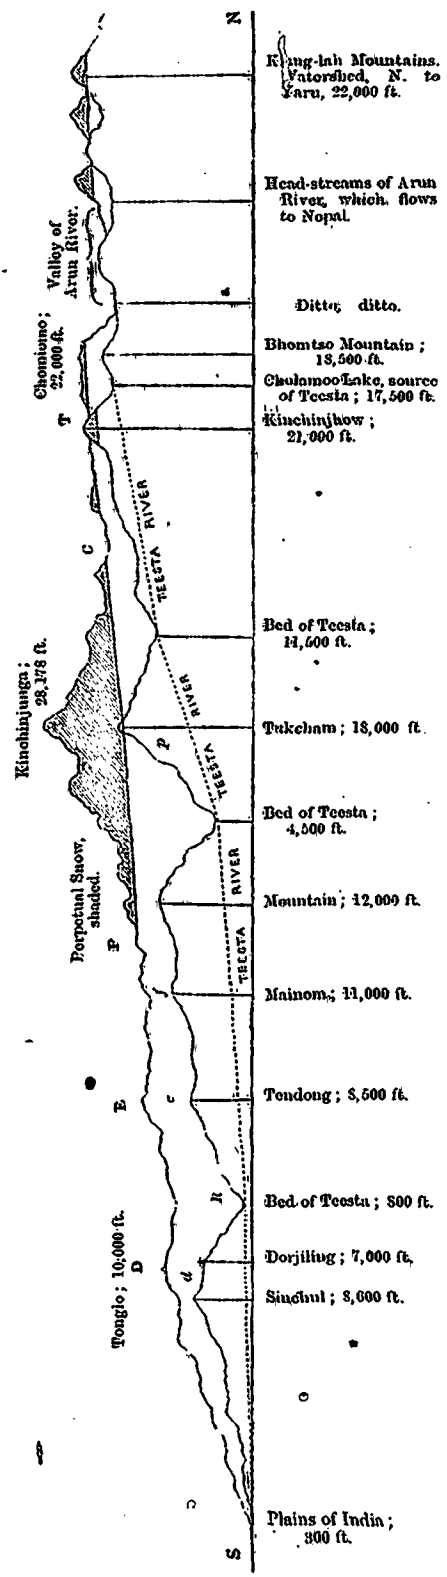 N
Mountains.
Watershed, N. to
Yaru, 22,000 ft.
Head-streams of Arun
River, which flows
to Nepal.
Valley of
Arun River.
Ditto, ditto.
Bhomtso Mountain;
18,500 ft.
Chomiomo;
22,000 ft.
Cholamoo Lake, source
of Teesta; 17,500 ft.
T
Kinchinjhow;
21,000 ft.
TEESTA RIVER
C
Bed of Teesta;
11,500 ft.
Kinchinjunga;
28,178 ft.
TEESTA RIVER
Tukcham; 18,000 ft
P
Bed of Teesta;
4,500 ft.
Perpetual Snow,
shaded.
TEESTA RIVER
Mountain; 12,000 ft.
P
Mainom; 11,000 ft.
E
c
Tendong; 8,500 ft.
R
Bed of Teesta; 800 ft.
Tonglo; 10,000 ft.
D
d
Dorjiling; 7,000 ft.
Sinchul; 8,600 ft.
Plains of India;
300 ft.
S